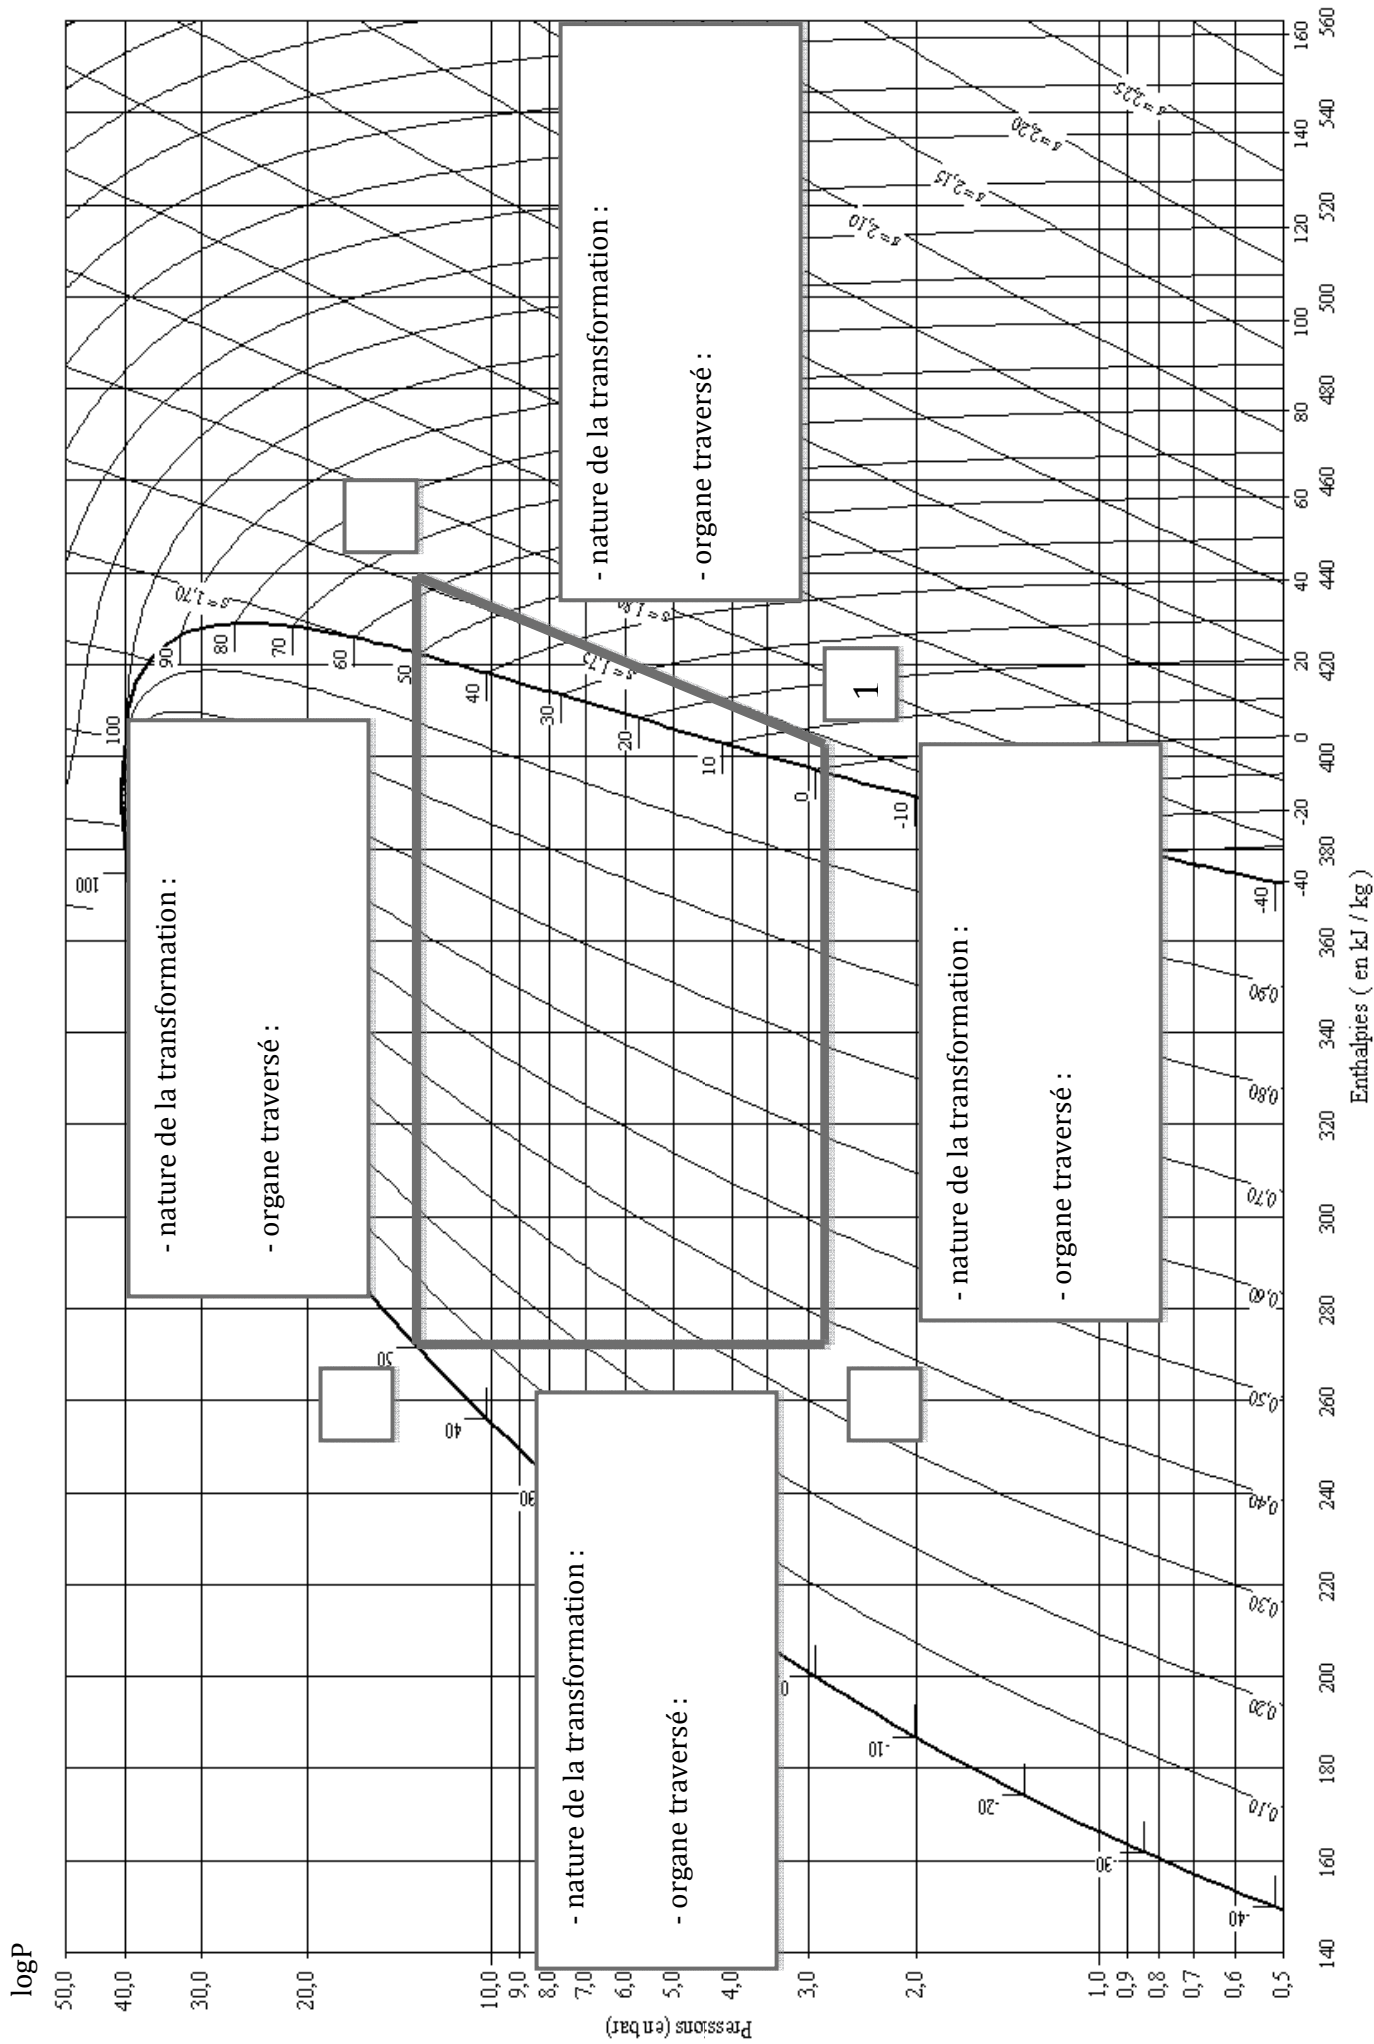 logP
50,0
40,0
30,0
20,0
10,0
9,0
8,0
7,0
6,0
5,0
4,0
3,0
2,0
1,0
0,9
0,8
0,7
0,6
0,5
Pressions (en bar)
- nature de la transformation :
- organe traversé :
- nature de la transformation :
- organe traversé :
- nature de la transformation :
- organe traversé :
- nature de la transformation :
- organe traversé :
1
100
100
90
80
70
60
50
40
30
20
10
0
-10
-40
50
40
30
0
-10
-20
-30
-40
s=1,70
s=1,75
s=1,80
s=2,10
s=2,15
s=2,20
s=2,25
0,10
0,20
0,30
0,40
0,50
0,60
0,70
0,80
0,90
-40 -20 0 20 40 60 80 100 120 140 160
140 160 180 200 220 240 260 280 300 320 340 360 380 400 420 440 460 480 500 520 540 560
Enthalpies ( en kJ / kg )